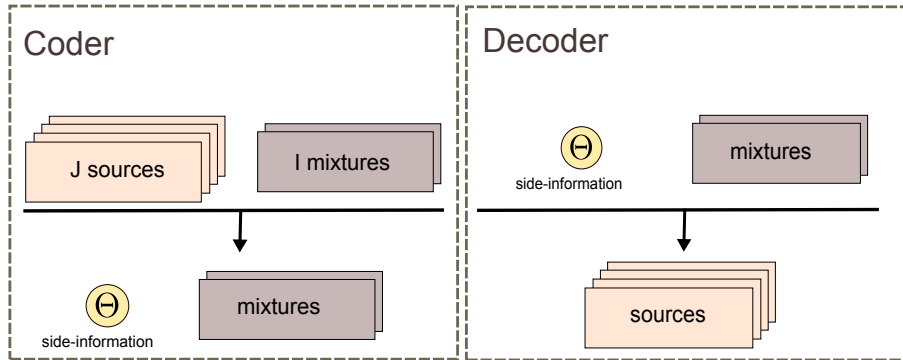 Coder
J sources
I mixtures
Θ
side-information
mixtures
Decoder
Θ
side-information
mixtures
sources